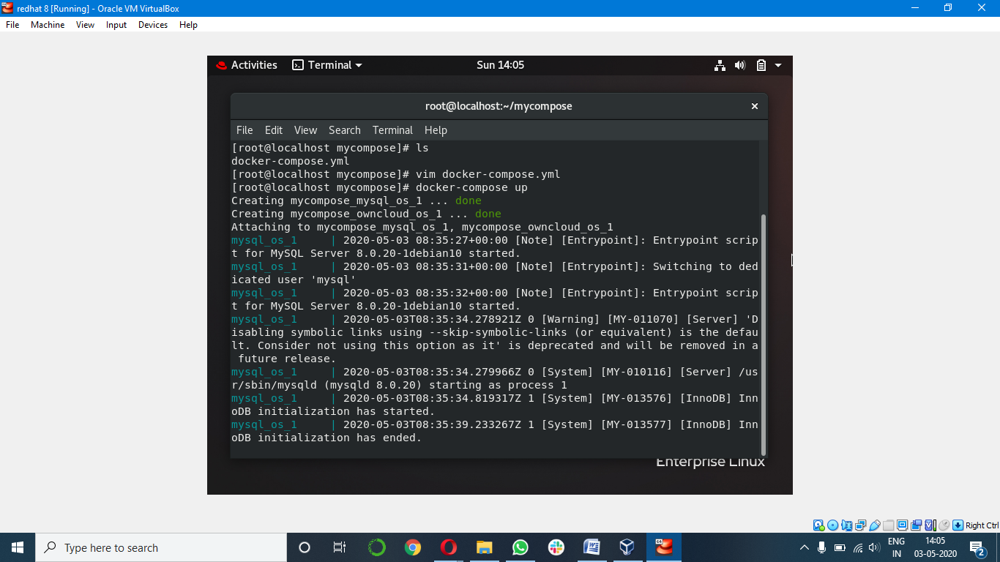 redhat 8 [Running] - Oracle VM VirtualBox
File Machine View Input Devices Help
Activities Terminal Sun 14:05
root@localhost:~/mycompose
File Edit View Search Terminal Help
[root@localhost mycompose]# ls
docker-compose.yml
[root@localhost mycompose]# vim docker-compose.yml
[root@localhost mycompose]# docker-compose up
Creating mycompose_mysql_os_1 ... done
Creating mycompose_owncloud_os_1 ... done
Attaching to mycompose_mysql_os_1, mycompose_owncloud_os_1
mysql_os_1 | 2020-05-03 08:35:27+00:00 [Note] [Entrypoint]: Entrypoint scrip
t for MySQL Server 8.0.20-1debian10 started.
mysql_os_1 | 2020-05-03 08:35:31+00:00 [Note] [Entrypoint]: Switching to ded
icated user 'mysql'
mysql_os_1 | 2020-05-03 08:35:32+00:00 [Note] [Entrypoint]: Entrypoint scrip
t for MySQL Server 8.0.20-1debian10 started.
mysql_os_1 | 2020-05-03T08:35:34.278921Z 0 [Warning] [MY-011070] [Server] 'D
isabling symbolic links using --skip-symbolic-links (or equivalent) is the defau
lt. Consider not using this option as it' is deprecated and will be removed in a
future release.
mysql_os_1 | 2020-05-03T08:35:34.279966Z 0 [System] [MY-010116] [Server] /us
r/sbin/mysqld (mysqld 8.0.20) starting as process 1
mysql_os_1 | 2020-05-03T08:35:34.819317Z 1 [System] [MY-013576] [InnoDB] Inn
oDB initialization has started.
mysql_os_1 | 2020-05-03T08:35:39.233267Z 1 [System] [MY-013577] [InnoDB] Inn
oDB initialization has ended.
Enterprise Linux
Right Ctrl
Type here to search
ENG
IN
14:05
03-05-2020
2